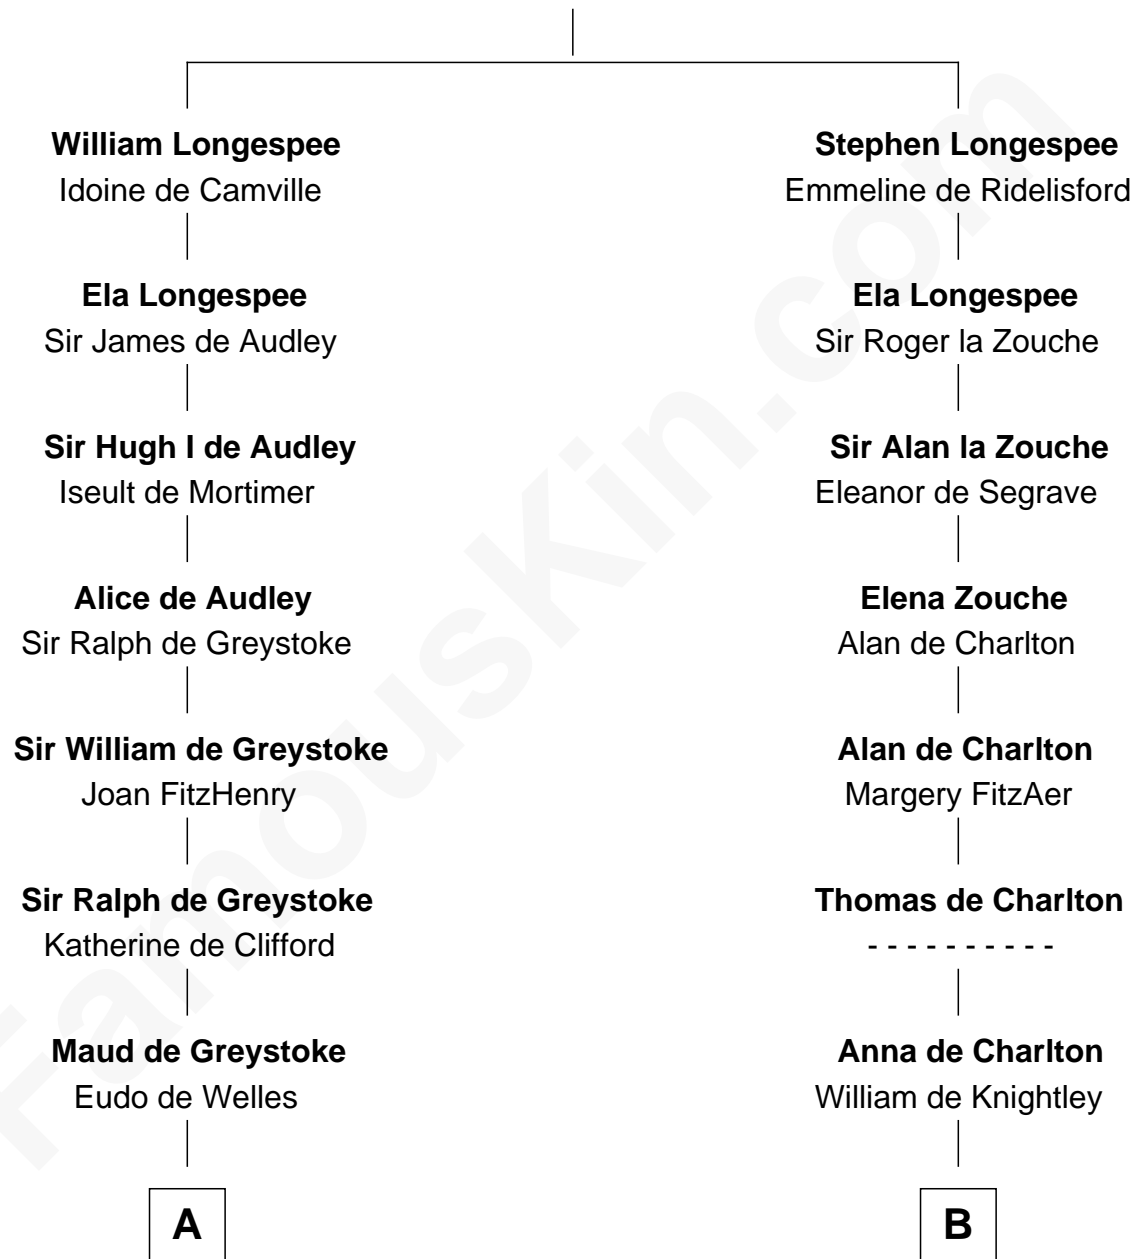 William Longespee
Idoine de Camville
Stephen Longespee
Emmeline de Ridelisford
Ela Longespee
Sir James de Audley
Ela Longespee
Sir Roger la Zouche
Sir Hugh I de Audley
Iseult de Mortimer
Sir Alan la Zouche
Eleanor de Segrave
Alice de Audley
Sir Ralph de Greystoke
Elena Zouche
Alan de Charlton
Sir William de Greystoke
Joan FitzHenry
Alan de Charlton
Margery FitzAer
Sir Ralph de Greystoke
Katherine de Clifford
Thomas de Charlton
- - - - - - - - - -
Maud de Greystoke
Eudo de Welles
Anna de Charlton
William de Knightley
A
B
FamousKin.com